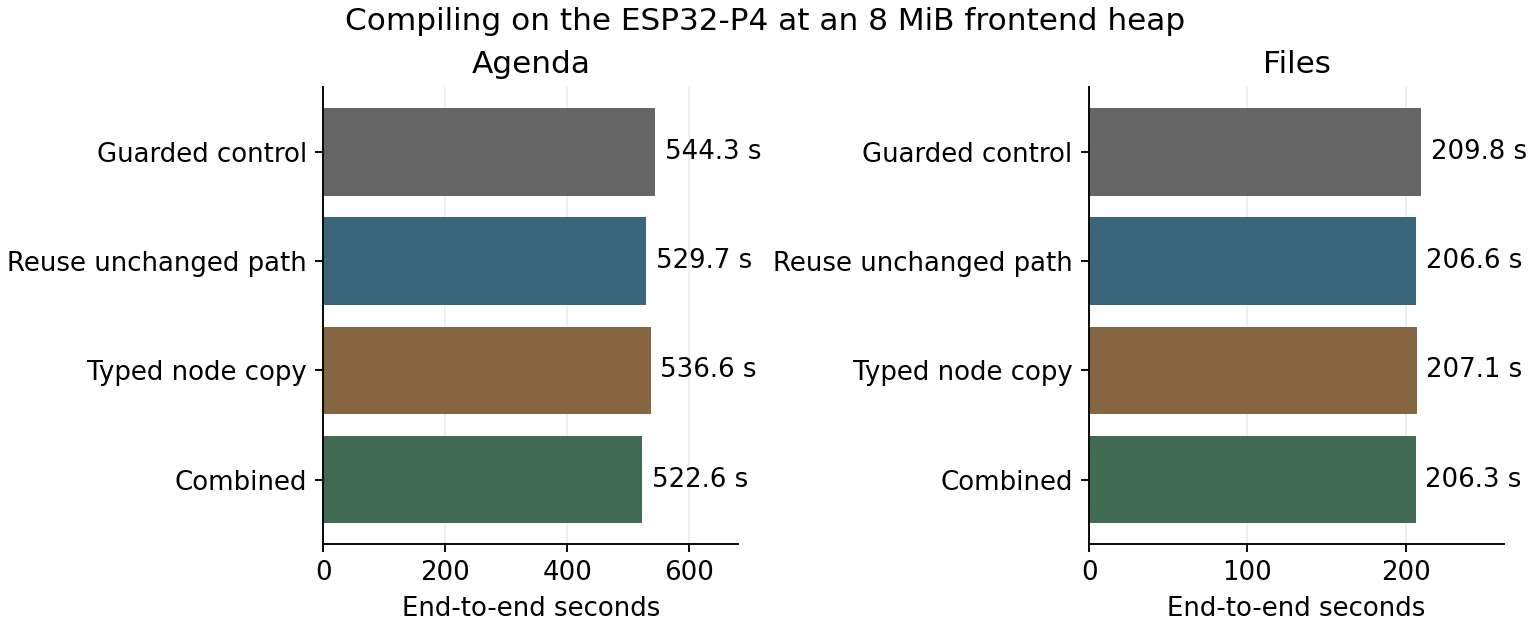 Compiling on the ESP32-P4 at an 8 MiB frontend heap
Agenda
Guarded control
544.3 s
Reuse unchanged path
529.7 s
Typed node copy
536.6 s
Combined
522.6 s
0 200 400 600
End-to-end seconds
Files
Guarded control
209.8 s
Reuse unchanged path
206.6 s
Typed node copy
207.1 s
Combined
206.3 s
0 100 200
End-to-end seconds